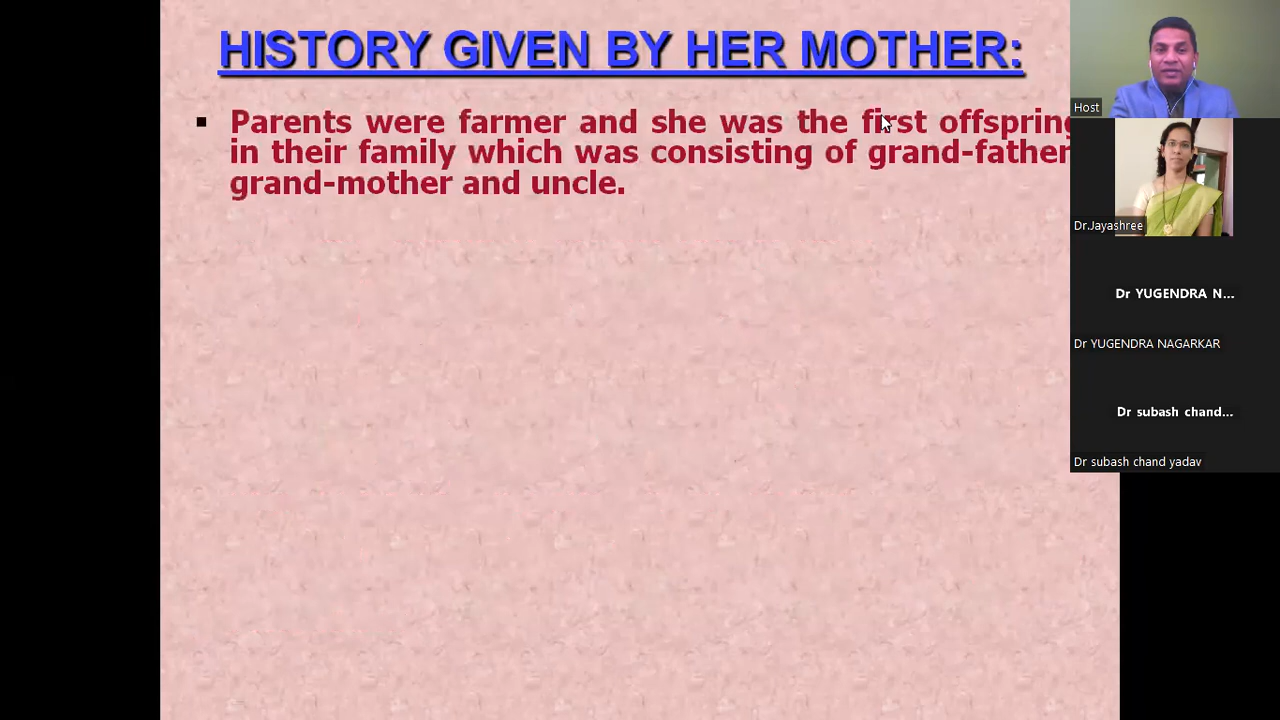 HISTORY GIVEN BY HER MOTHER:
▪ Parents were farmer and she was the first offspring
in their family which was consisting of grand-father
grand-mother and uncle.
Host
Dr.Jayashree
Dr YUGENDRA N...
Dr YUGENDRA NAGARKAR
Dr subash chand...
Dr subash chand yadav